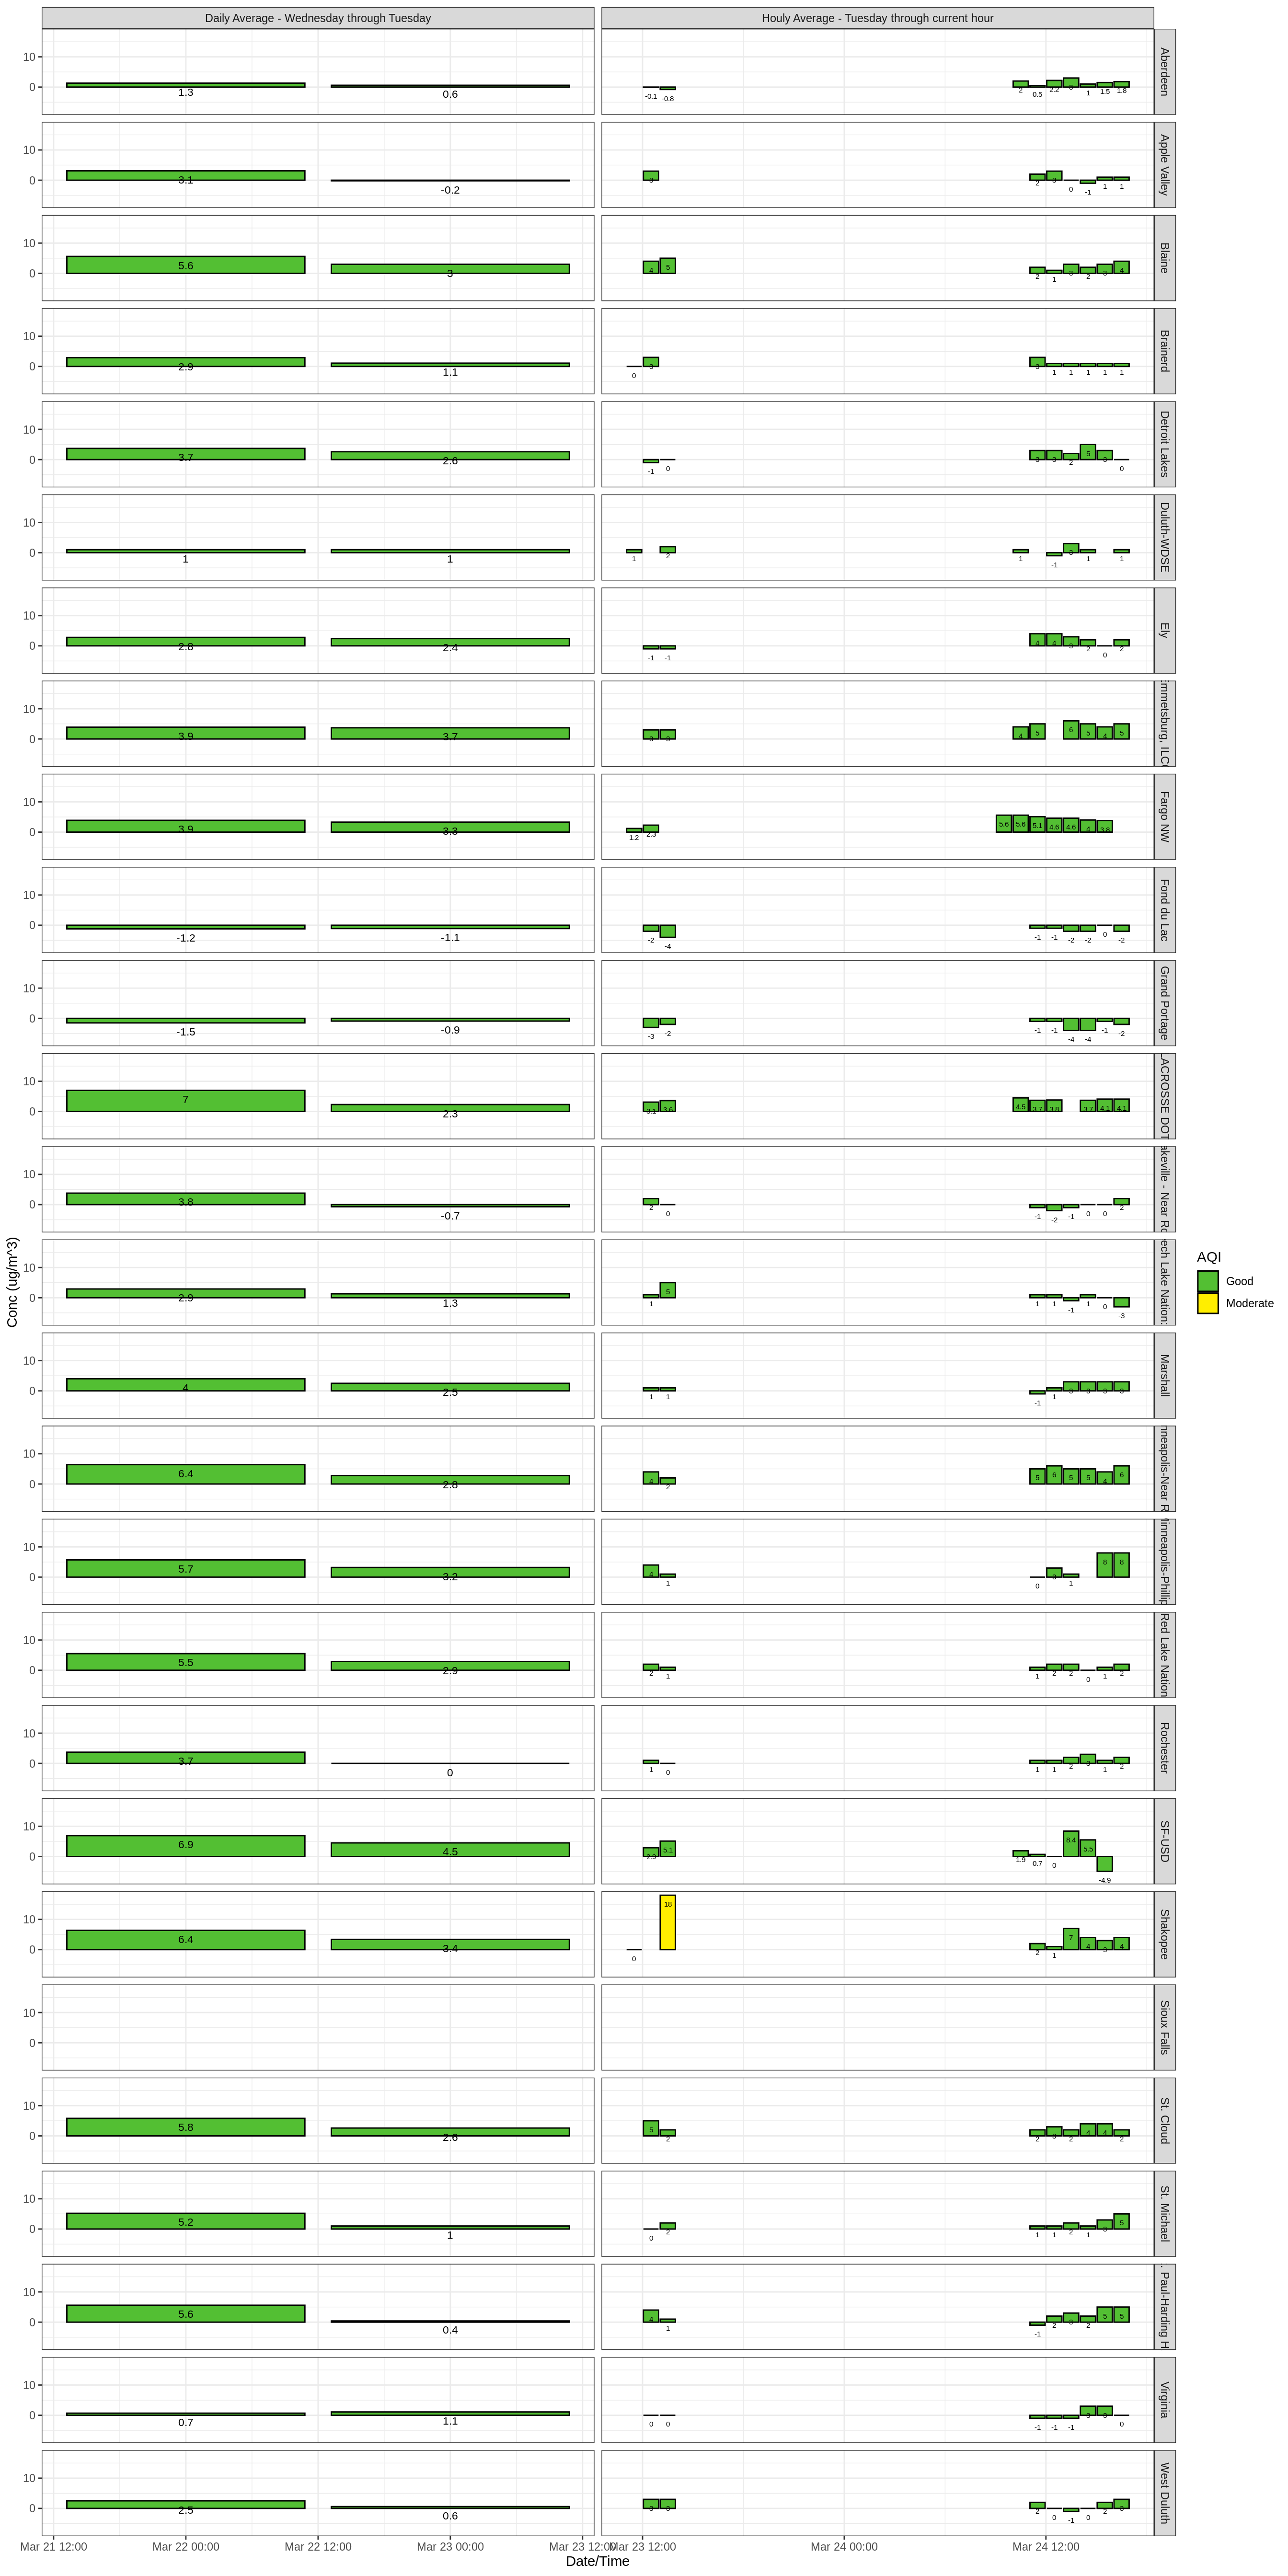 Daily Average - Wednesday through Tuesday
Houly Average - Tuesday through current hour
10 0 1.3 0.6 -0.1 -0.8 2 0.5 2.2 3 1 1.5 1.8 Aberdeen
10 0 3.1 -0.2 3 2 3 0 -1 1 1 Apple Valley
10 0 5.6 3 4 5 2 1 3 2 3 4 Blaine
10 0 2.9 1.1 0 3 3 1 1 1 1 1 Brainerd
10 0 3.7 2.6 -1 0 3 3 2 5 3 0 Detroit Lakes
10 0 1 1 1 2 1 -1 3 1 1 Duluth-WDSE
10 0 2.8 2.4 -1 -1 4 4 3 2 0 2 Ely
10 0 3.9 3.7 3 3 4 5 6 5 4 5 mmetsburg, ILC
10 0 3.9 3.3 1.2 2.3 5.6 5.6 5.1 4.6 4.6 4 3.8 Fargo NW
10 0 -1.2 -1.1 -2 -4 -1 -1 -2 -2 0 -2 Fond du Lac
10 0 -1.5 -0.9 -3 -2 -1 -1 -4 -4 -1 -2 Grand Portage
10 0 7 2.3 3.1 3.6 4.5 3.7 3.8 3.7 4.1 4.1 LACROSSE DOT
10 0 3.8 -0.7 2 0 -1 -2 -1 0 0 2 akeville - Near Ro
10 0 2.9 1.3 1 5 1 1 -1 1 0 -3 ech Lake Nation:
10 0 4 2.5 1 1 -1 1 3 3 3 3 Marshall
10 0 6.4 2.8 4 2 5 6 5 5 4 6 nneapolis-Near R
10 0 5.7 3.2 4 1 0 3 1 8 8 inneapolis-Phillip
10 0 5.5 2.9 2 1 1 2 2 0 1 2 Red Lake Nation
10 0 3.7 0 1 0 1 1 2 3 1 2 Rochester
10 0 6.9 4.5 2.9 5.1 1.9 0.7 0 8.4 5.5 -4.9 SF-USD
10 0 6.4 3.4 0 18 2 1 7 4 3 4 Shakopee
10 0 Sioux Falls
10 0 5.8 2.6 5 2 2 3 2 4 4 2 St. Cloud
10 0 5.2 1 0 2 1 1 2 1 3 5 St. Michael
10 0 5.6 0.4 4 1 -1 2 3 2 5 5 . Paul-Harding H
10 0 0.7 1.1 0 0 -1 -1 -1 3 3 0 Virginia
10 0 2.5 0.6 3 3 2 0 -1 0 2 3 West Duluth
Mar 21 12:00 Mar 22 00:00 Mar 22 12:00 Mar 23 00:00 Mar 23 12:00 Mar 23 12:00 Mar 24 00:00 Mar 24 12:00
Date/Time
Conc (ug/m^3)
AQI
Good
Moderate